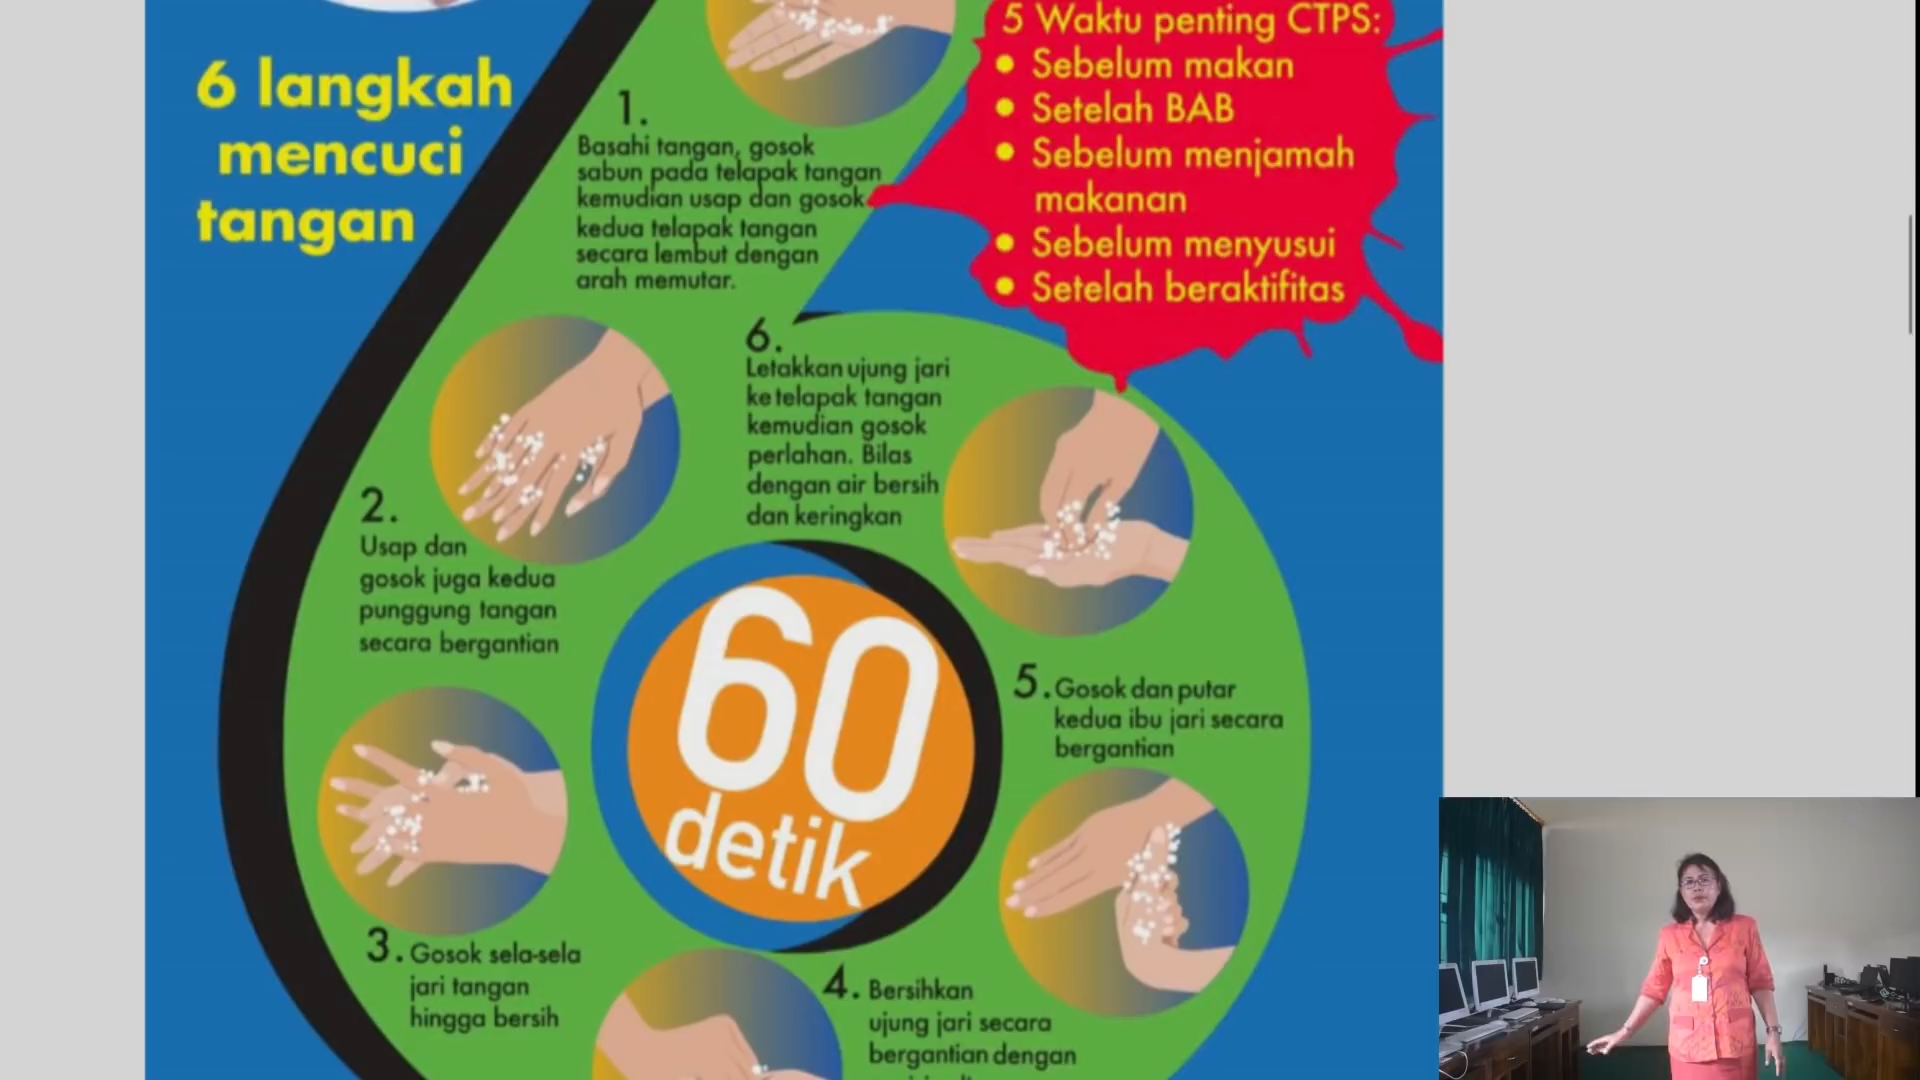 6 langkah
mencuci
tangan
1.
Basahi tangan, gosok
sabun pada telapak tangan
kemudian usap dan gosok
kedua telapak tangan
secara lembut dengan
arah memutar.
5 Waktu penting CTPS:
• Sebelum makan
• Setelah BAB
• Sebelum menjamah
makanan
• Sebelum menyusui
• Setelah beraktifitas
2.
Usap dan
gosok juga kedua
punggung tangan
secara bergantian
3. Gosok sela-sela
jari tangan
hingga bersih
4. Bersihkan
ujung jari secara
bergantian dengan
5. Gosok dan putar
kedua ibu jari secara
bergantian
6.
Letakkan ujung jari
ke telapak tangan
kemudian gosok
perlahan. Bilas
dengan air bersih
dan keringkan
60
detik